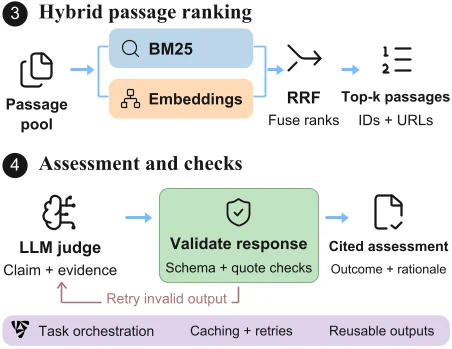 3 Hybrid passage ranking
BM25
Embeddings
Passage
pool
RRF
Fuse ranks
1
2
Top-k passages
IDs + URLs
4 Assessment and checks
LLM judge
Claim + evidence
Validate response
Schema + quote checks
Cited assessment
Outcome + rationale
Retry invalid output
Task orchestration
Caching + retries
Reusable outputs